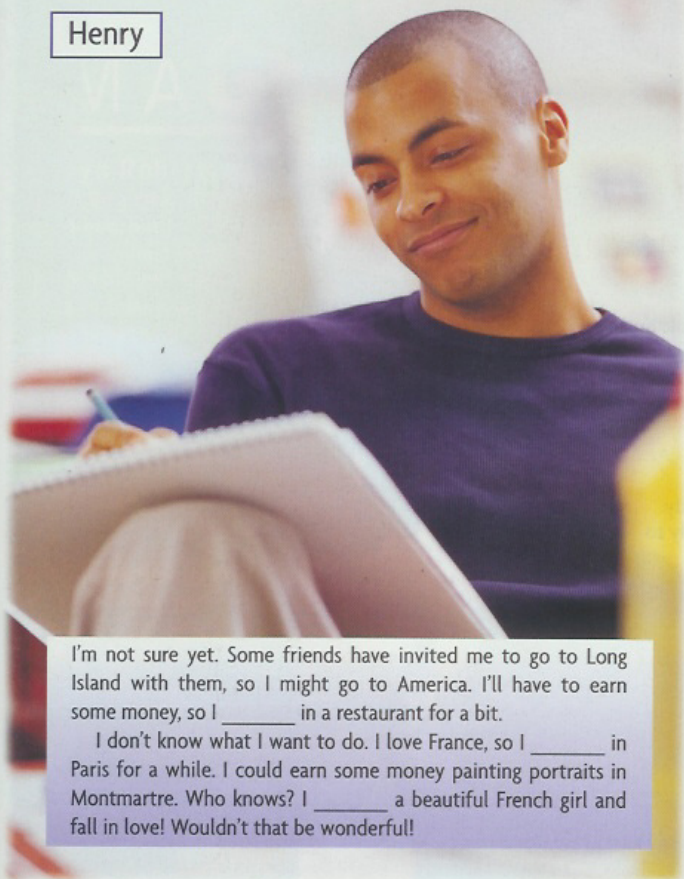 Henry
I'm not sure yet. Some friends have invited me to go to Long
Island with them, so I might go to America. I'll have to earn
some money, so I ________ in a restaurant for a bit.
I don't know what I want to do. I love France, so I ________ in
Paris for a while. I could earn some money painting portraits in
Montmartre. Who knows? I ________ a beautiful French girl and
fall in love! Wouldn't that be wonderful!